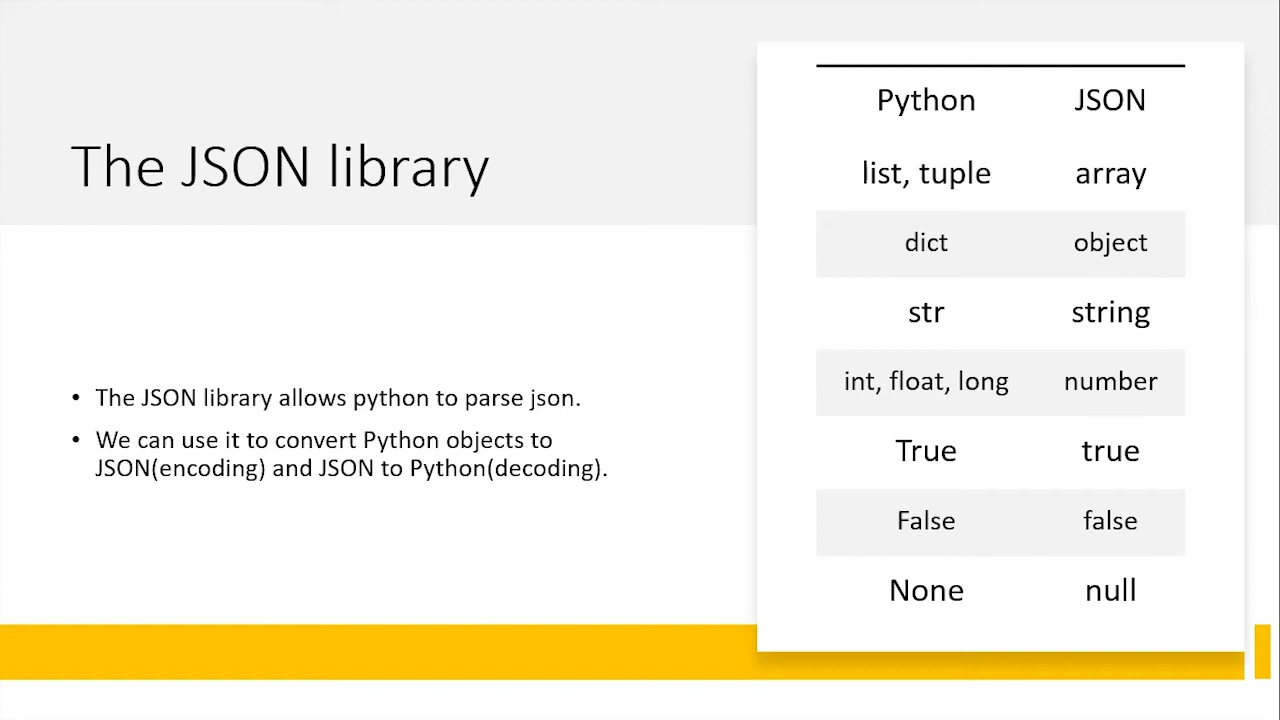 The JSON library
• The JSON library allows python to parse json.
• We can use it to convert Python objects to
JSON(encoding) and JSON to Python(decoding).
Python JSON
list, tuple array
dict object
str string
int, float, long number
True true
False false
None null